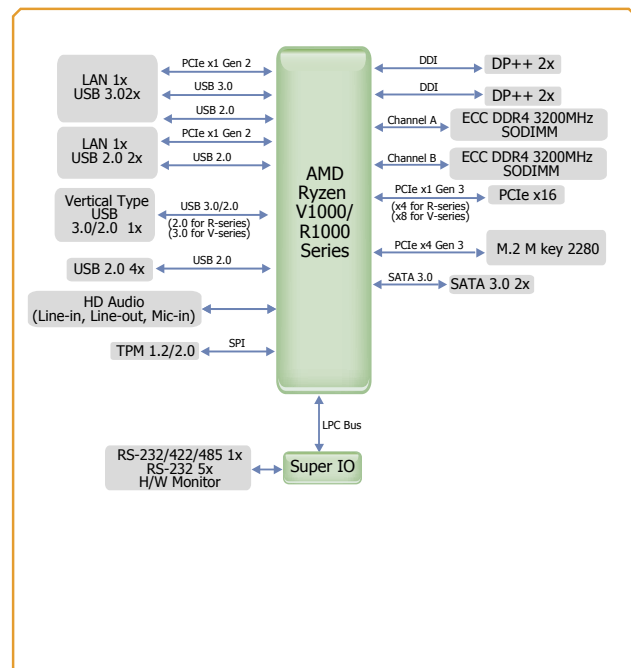 LAN 1x
USB 3.02x
PCIe x1 Gen 2
USB 3.0
USB 2.0
LAN 1x
USB 2.0 2x
PCIe x1 Gen 2
USB 2.0
Vertical Type
USB
3.0/2.0 1x
USB 3.0/2.0
(2.0 for R-series)
(3.0 for V-series)
USB 2.0 4x
USB 2.0
HD Audio
(Line-in, Line-out, Mic-in)
TPM 1.2/2.0
SPI
AMD
Ryzen
V1000/
R1000
Series
DDI
DP++ 2x
DDI
DP++ 2x
Channel A
ECC DDR4 3200MHz
SODIMM
Channel B
ECC DDR4 3200MHz
SODIMM
PCIe x1 Gen 3
(x4 for R-series)
(x8 for V-series)
PCIe x16
PCIe x4 Gen 3
M.2 M key 2280
SATA 3.0
SATA 3.0 2x
LPC Bus
RS-232/422/485 1x
RS-232 5x
H/W Monitor
Super IO